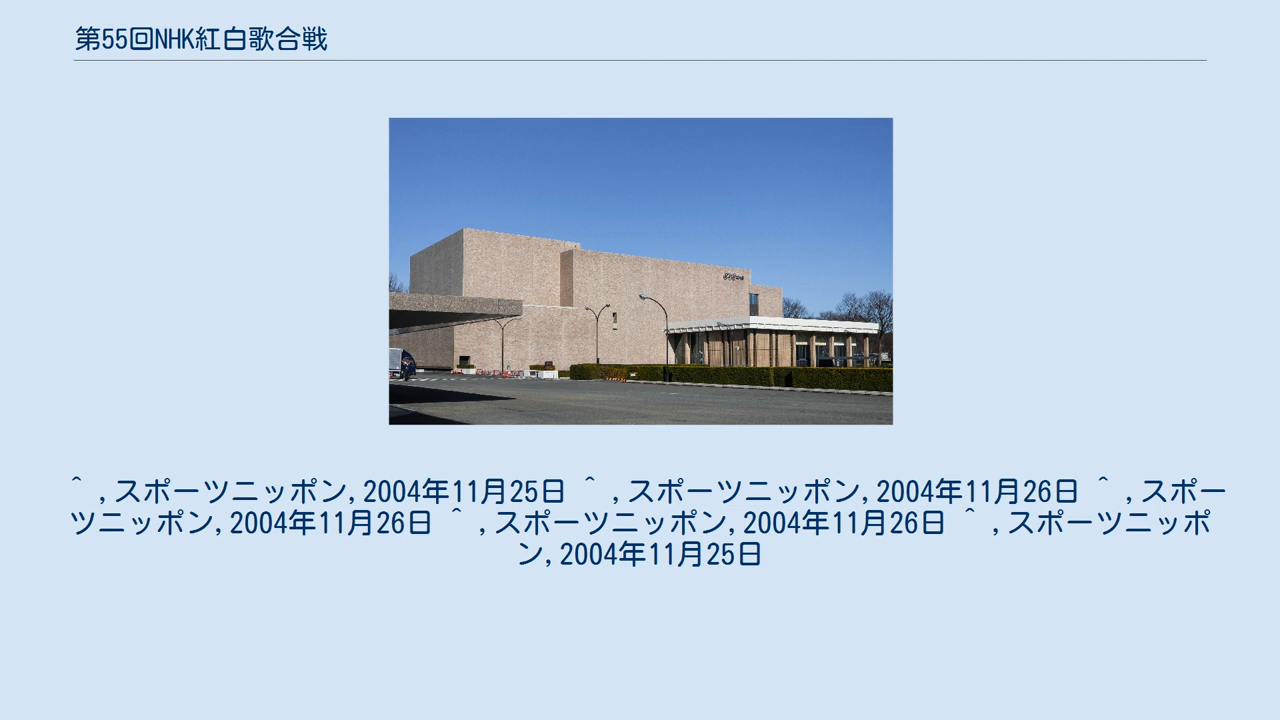 第55回NHK紅白歌合戦
^ ,スポーツニッポン,2004年11月25日 ^ ,スポーツニッポン,2004年11月26日 ^ ,スポー
ツニッポン,2004年11月26日 ^ ,スポーツニッポン,2004年11月26日 ^ ,スポーツニッポ
ン,2004年11月25日